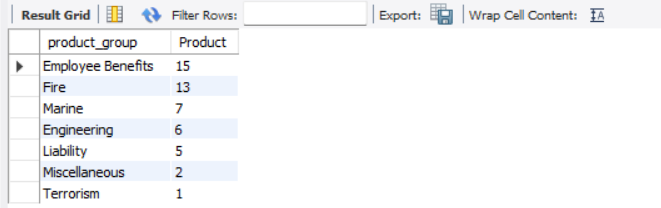 Result Grid Filter Rows: Export: Wrap Cell Content: IA
product_group Product
Employee Benefits 15
Fire 13
Marine 7
Engineering 6
Liability 5
Miscellaneous 2
Terrorism 1